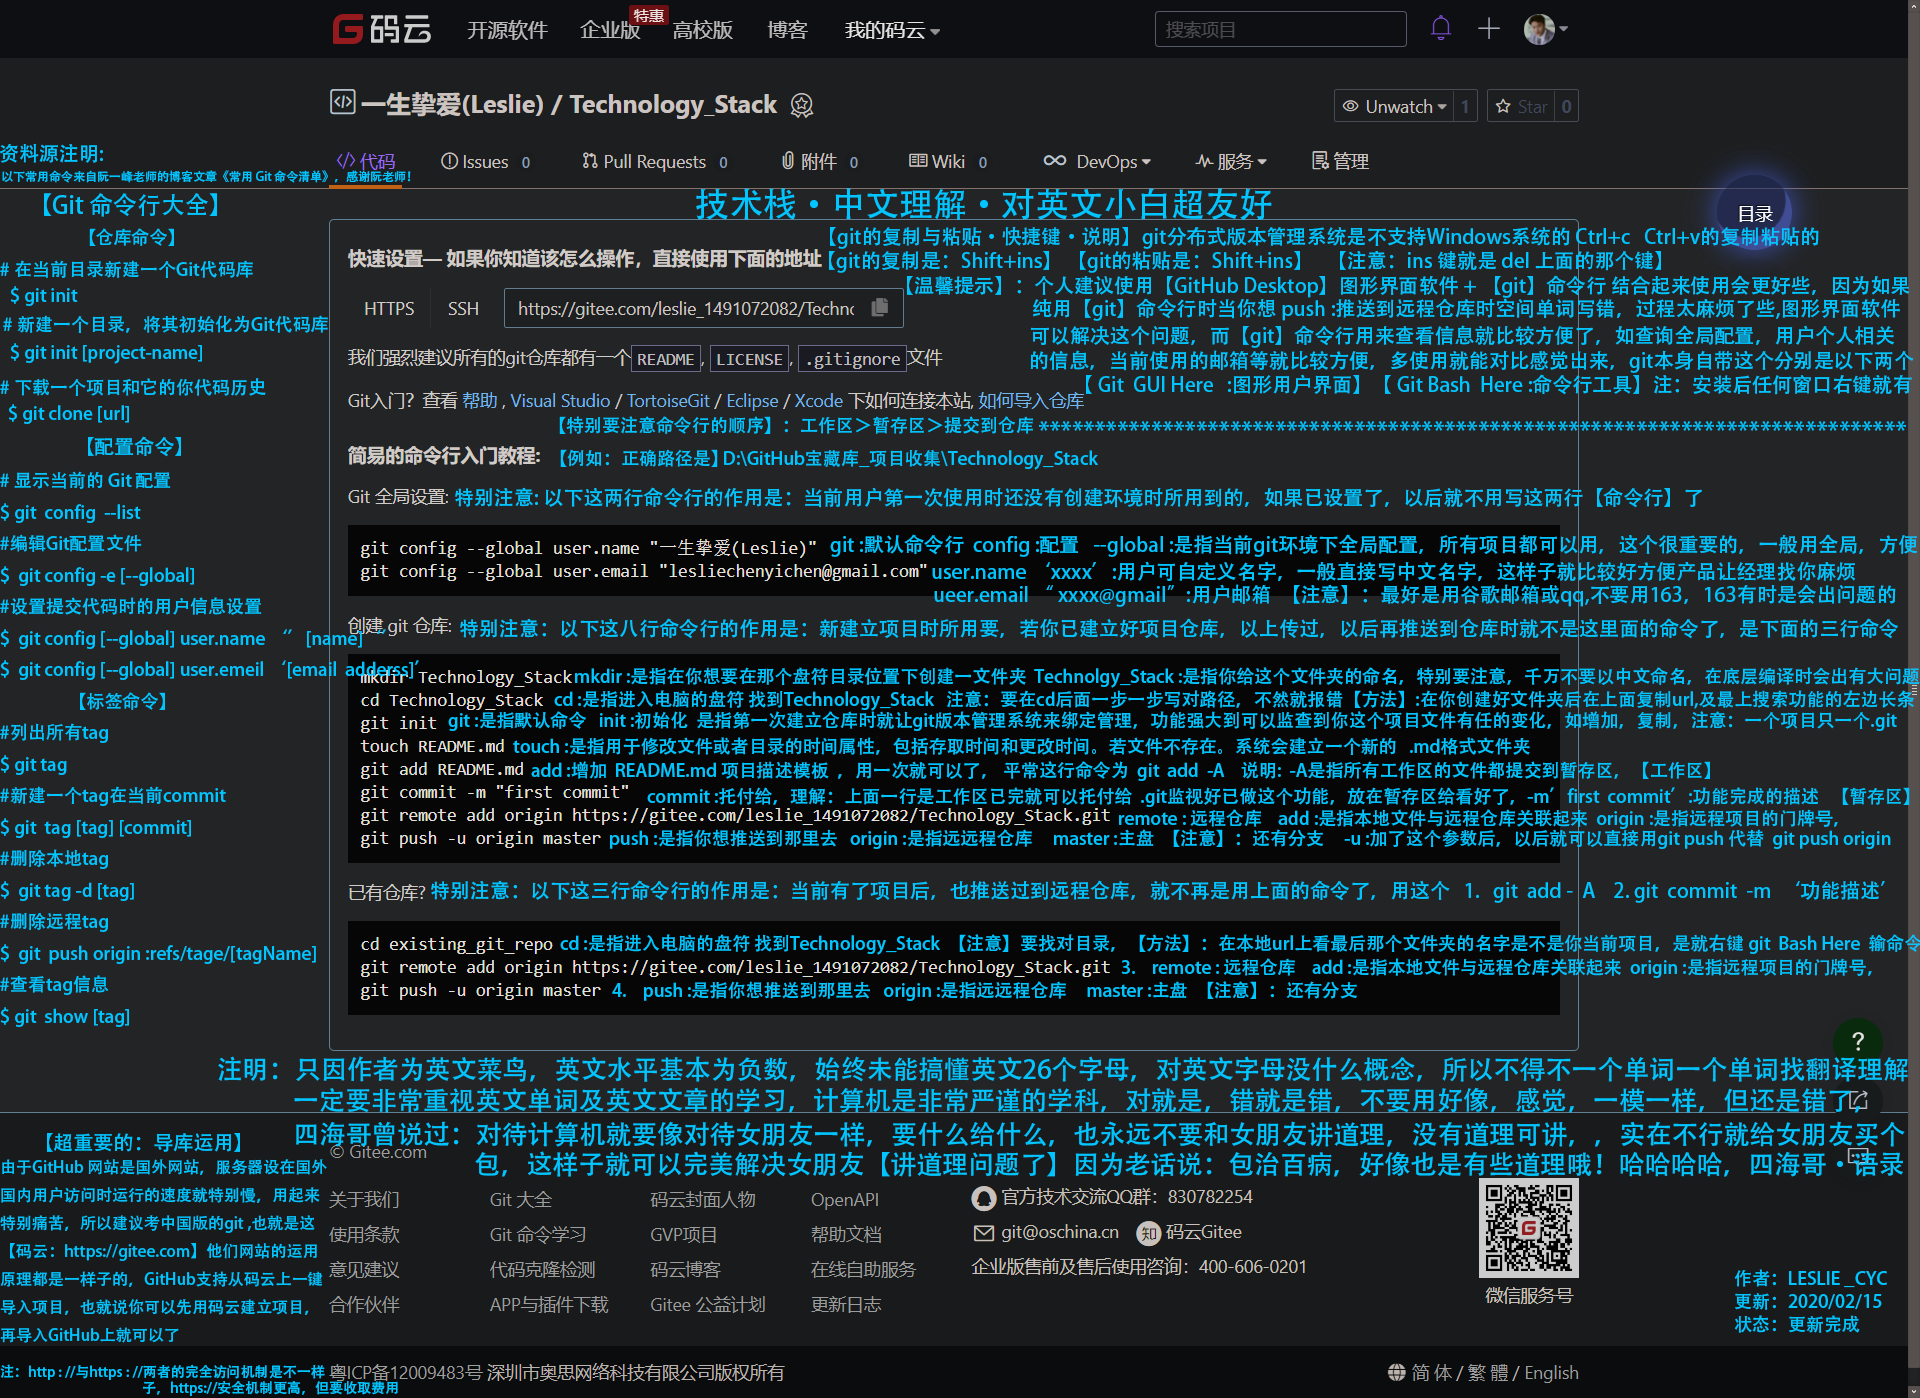 G 码云 开源软件 企业版 特惠 高校版 博客 我的码云 搜索项目
一生挚爱(Leslie) / Technology_Stack Unwatch 1 Star 0
资料源注明:
以下常用命令来自阮一峰老师的博客文章《常用 Git 命令清单》，感谢阮老师!
代码 Issues 0 Pull Requests 0 附件 0 Wiki 0 DevOps 服务 管理
技术栈・中文理解・对英文小白超友好
目录
【Git 命令行大全】
【仓库命令】
# 在当前目录新建一个Git代码库
$ git init
# 新建一个目录，将其初始化为Git代码库
$ git init [project-name]
# 下载一个项目和它的你代码历史
$ git clone [url]
【配置命令】
# 显示当前的 Git 配置
$ git config --list
#编辑Git配置文件
$ git config -e [--global]
#设置提交代码时的用户信息设置
$ git config [--global] user.name “ [name]
$ git config [--global] user.emeil ‘[email adderss]’
【标签命令】
#列出所有tag
$ git tag
#新建一个tag在当前commit
$ git tag [tag] [commit]
#删除本地tag
$ git tag -d [tag]
#删除远程tag
$ git push origin :refs/tage/[tagName]
#查看tag信息
$ git show [tag]
【git的复制与粘贴・快捷键・说明】git分布式版本管理系统是不支持Windows系统的 Ctrl+c Ctrl+v的复制粘贴的
快速设置— 如果你知道该怎么操作，直接使用下面的地址 【git的复制是：Shift+ins】 【git的粘贴是：Shift+ins】 【注意：ins 键就是 del 上面的那个键】
【温馨提示】：个人建议使用【GitHub Desktop】图形界面软件 + 【git】命令行 结合起来使用会更好些，因为如果
HTTPS SSH https://gitee.com/leslie_1491072082/Techno 纯用【git】命令行时当你想 push :推送到远程仓库时空间单词写错，过程太麻烦了些,图形界面软件
可以解决这个问题，而【git】命令行用来查看信息就比较方便了，如查询全局配置，用户个人相关
我们强烈建议所有的git仓库都有一个 README , LICENSE , .gitignore 文件 的信息，当前使用的邮箱等就比较方便，多使用就能对比感觉出来，git本身自带这个分别是以下两个
【 Git GUI Here :图形用户界面】【 Git Bash Here :命令行工具】注：安装后任何窗口右键就有
Git入门？查看 帮助 , Visual Studio / TortoiseGit / Eclipse / Xcode 下如何连接本站, 如何导入仓库
【特别要注意命令行的顺序】：工作区＞暂存区＞提交到仓库 ******************************************************************************
简易的命令行入门教程: 【例如：正确路径是】D:\GitHub宝藏库_项目收集\Technology_Stack
Git 全局设置: 特别注意: 以下这两行命令行的作用是：当前用户第一次使用时还没有创建环境时所用到的，如果已设置了，以后就不用写这两行【命令行】了
git config --global user.name "一生挚爱(Leslie)" git :默认命令行 config :配置 --global :是指当前git环境下全局配置，所有项目都可以用，这个很重要的，一般用全局，方便
git config --global user.email "lesliechenyichen@gmail.com" user.name ‘xxxx’ :用户可自定义名字，一般直接写中文名字，这样子就比较好方便产品让经理找你麻烦
ueer.email “ xxxx@gmail” :用户邮箱 【注意】：最好是用谷歌邮箱或qq,不要用163，163有时是会出问题的
创建 git 仓库: 特别注意：以下这八行命令行的作用是：新建立项目时所用要，若你已建立好项目仓库，以上传过，以后再推送到仓库时就不是这里面的命令了，是下面的三行命令
mkdir Technology_Stack mkdir :是指在你想要在那个盘符目录位置下创建一文件夹 Technolgy_Stack :是指你给这个文件夹的命名，特别要注意，千万不要以中文命名，在底层编译时会出有大问题
cd Technology_Stack cd :是指进入电脑的盘符 找到Technology_Stack 注意：要在cd后面一步一步写对路径，不然就报错【方法】:在你创建好文件夹后在上面复制url,及最上搜索功能的左边长条
git init git :是指默认命令 init :初始化 是指第一次建立仓库时就让git版本管理系统来绑定管理，功能强大到可以监查到你这个项目文件有任的变化，如增加，复制，注意：一个项目只一个.git
touch README.md touch :是指用于修改文件或者目录的时间属性，包括存取时间和更改时间。若文件不存在。系统会建立一个新的 .md格式文件夹
git add README.md add :增加 README.md 项目描述模板 ，用一次就可以了，平常这行命令为 git add -A 说明: -A是指所有工作区的文件都提交到暂存区，【工作区】
git commit -m "first commit" commit :托付给，理解：上面一行是工作区已完就可以托付给 .git监视好已做这个功能，放在暂存区给看好了，-m’ first commit’ :功能完成的描述 【暂存区】
git remote add origin https://gitee.com/leslie_1491072082/Technology_Stack.git remote : 远程仓库 add :是指本地文件与远程仓库关联起来 origin :是指远程项目的门牌号,
git push -u origin master push :是指你想推送到那里去 origin :是指远远程仓库 master :主盘 【注意】：还有分支 -u :加了这个参数后，以后就可以直接用git push 代替 git push origin
已有仓库? 特别注意：以下这三行命令行的作用是：当前有了项目后，也推送过到远程仓库，就不再是用上面的命令了，用这个 1. git add - A 2. git commit -m ‘功能描述’
cd existing_git_repo cd :是指进入电脑的盘符 找到Technology_Stack 【注意】要找对目录，【方法】：在本地url上看最后那个文件夹的名字是不是你当前项目，是就右键 git Bash Here 输命令
git remote add origin https://gitee.com/leslie_1491072082/Technology_Stack.git 3. remote : 远程仓库 add :是指本地文件与远程仓库关联起来 origin :是指远程项目的门牌号,
git push -u origin master 4. push :是指你想推送到那里去 origin :是指远远程仓库 master :主盘 【注意】：还有分支
?
注明：只因作者为英文菜鸟，英文水平基本为负数，始终未能搞懂英文26个字母，对英文字母没什么概念，所以不得不一个单词一个单词找翻译理解
一定要非常重视英文单词及英文文章的学习，计算机是非常严谨的学科，对就是，错就是错，不要用好像，感觉，一模一样，但还是错了，
四海哥曾说过：对待计算机就要像对待女朋友一样，要什么给什么，也永远不要和女朋友讲道理，没有道理可讲，，实在不行就给女朋友买个
包，这样子就可以完美解决女朋友【讲道理问题了】因为老话说：包治百病，好像也是有些道理哦！哈哈哈哈，四海哥・语录
【超重要的：导库运用】
由于GitHub 网站是国外网站，服务器设在国外
国内用户访问时运行的速度就特别慢，用起来
特别痛苦，所以建议考中国版的git ,也就是这
【码云：https://gitee.com】他们网站的运用
原理都是一样子的，GitHub支持从码云上一键
导入项目，也就说你可以先用码云建立项目，
再导入GitHub上就可以了
注：http ://与https ://两者的完全访问机制是不一样
子，https://安全机制更高，但要收取费用
© Gitee.com
关于我们 Git 大全 码云封面人物 OpenAPI 官方技术交流QQ群：830782254
使用条款 Git 命令学习 GVP项目 帮助文档 git@oschina.cn 知 码云Gitee
意见建议 代码克隆检测 码云博客 在线自助服务 企业版售前及售后使用咨询：400-606-0201
合作伙伴 APP与插件下载 Gitee 公益计划 更新日志
G
微信服务号
作者：LESLIE _CYC
更新：2020/02/15
状态：更新完成
粤ICP备12009483号 深圳市奥思网络科技有限公司版权所有 简 体 / 繁 體 / English